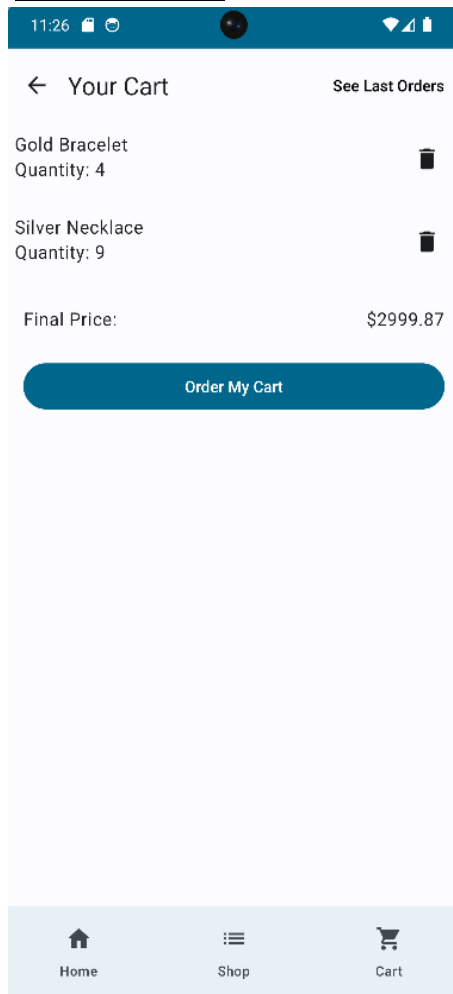 11:26
Your Cart
See Last Orders
Gold Bracelet
Quantity: 4
Silver Necklace
Quantity: 9
Final Price:
$2999.87
Order My Cart
Home
Shop
Cart